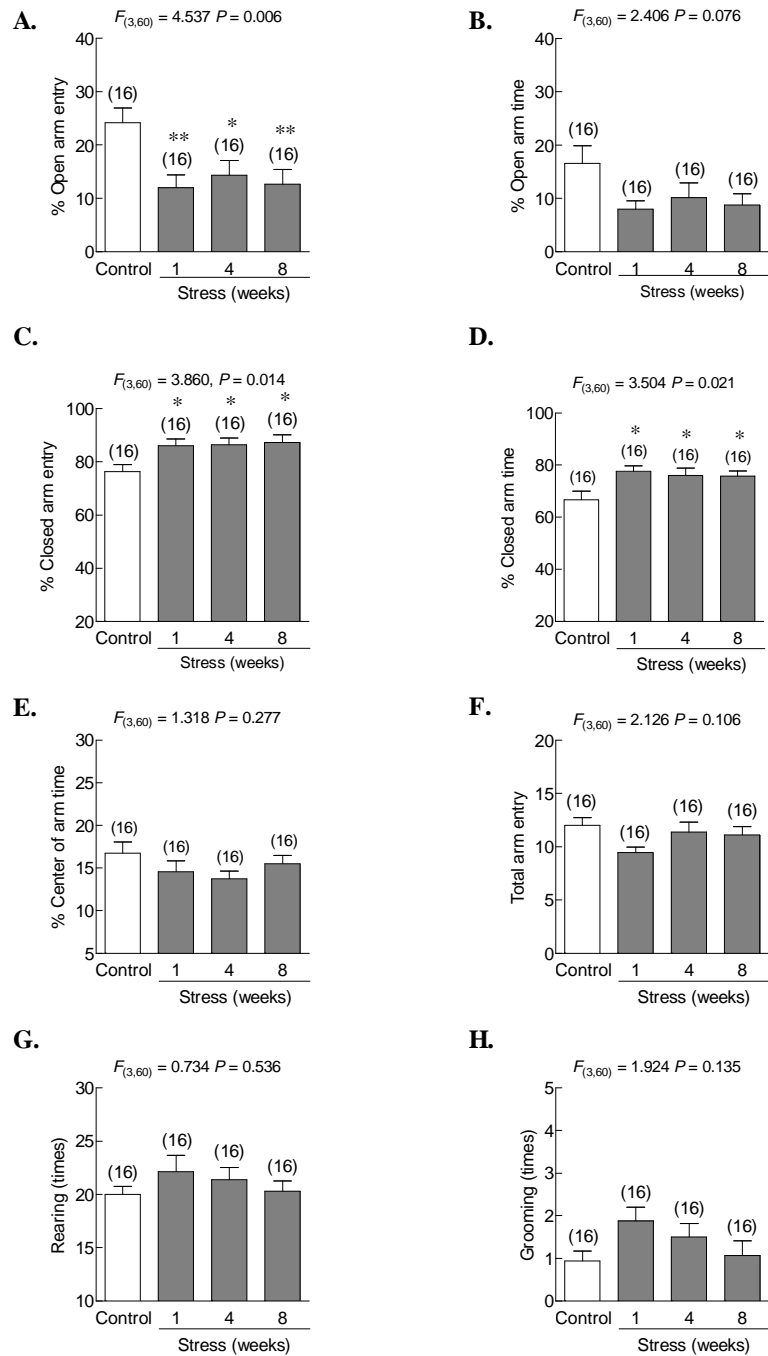 A.
F(3,60) = 4.537 P = 0.006
% Open arm entry
40
30
20
10
0
(16)
**
(16)
*
(16)
**
(16)
Control 1 4 8
Stress (weeks)
B.
F(3,60) = 2.406 P = 0.076
% Open arm time
40
30
20
10
0
(16)
(16)
(16)
(16)
Control 1 4 8
Stress (weeks)
C.
F(3,60) = 3.860, P = 0.014
% Closed arm entry
100
80
60
40
20
(16)
*
(16)
*
(16)
*
(16)
Control 1 4 8
Stress (weeks)
D.
F(3,60) = 3.504 P = 0.021
% Closed arm time
100
80
60
40
20
(16)
*
(16)
*
(16)
*
(16)
Control 1 4 8
Stress (weeks)
E.
F(3,60) = 1.318 P = 0.277
% Center of arm time
30
25
20
15
10
5
(16)
(16)
(16)
(16)
Control 1 4 8
Stress (weeks)
F.
F(3,60) = 2.126 P = 0.106
Total arm entry
20
15
10
5
0
(16)
(16)
(16)
(16)
Control 1 4 8
Stress (weeks)
G.
F(3,60) = 0.734 P = 0.536
Rearing (times)
30
25
20
15
10
(16)
(16)
(16)
(16)
Control 1 4 8
Stress (weeks)
H.
F(3,60) = 1.924 P = 0.135
Grooming (times)
5
4
3
2
1
0
(16)
(16)
(16)
(16)
Control 1 4 8
Stress (weeks)